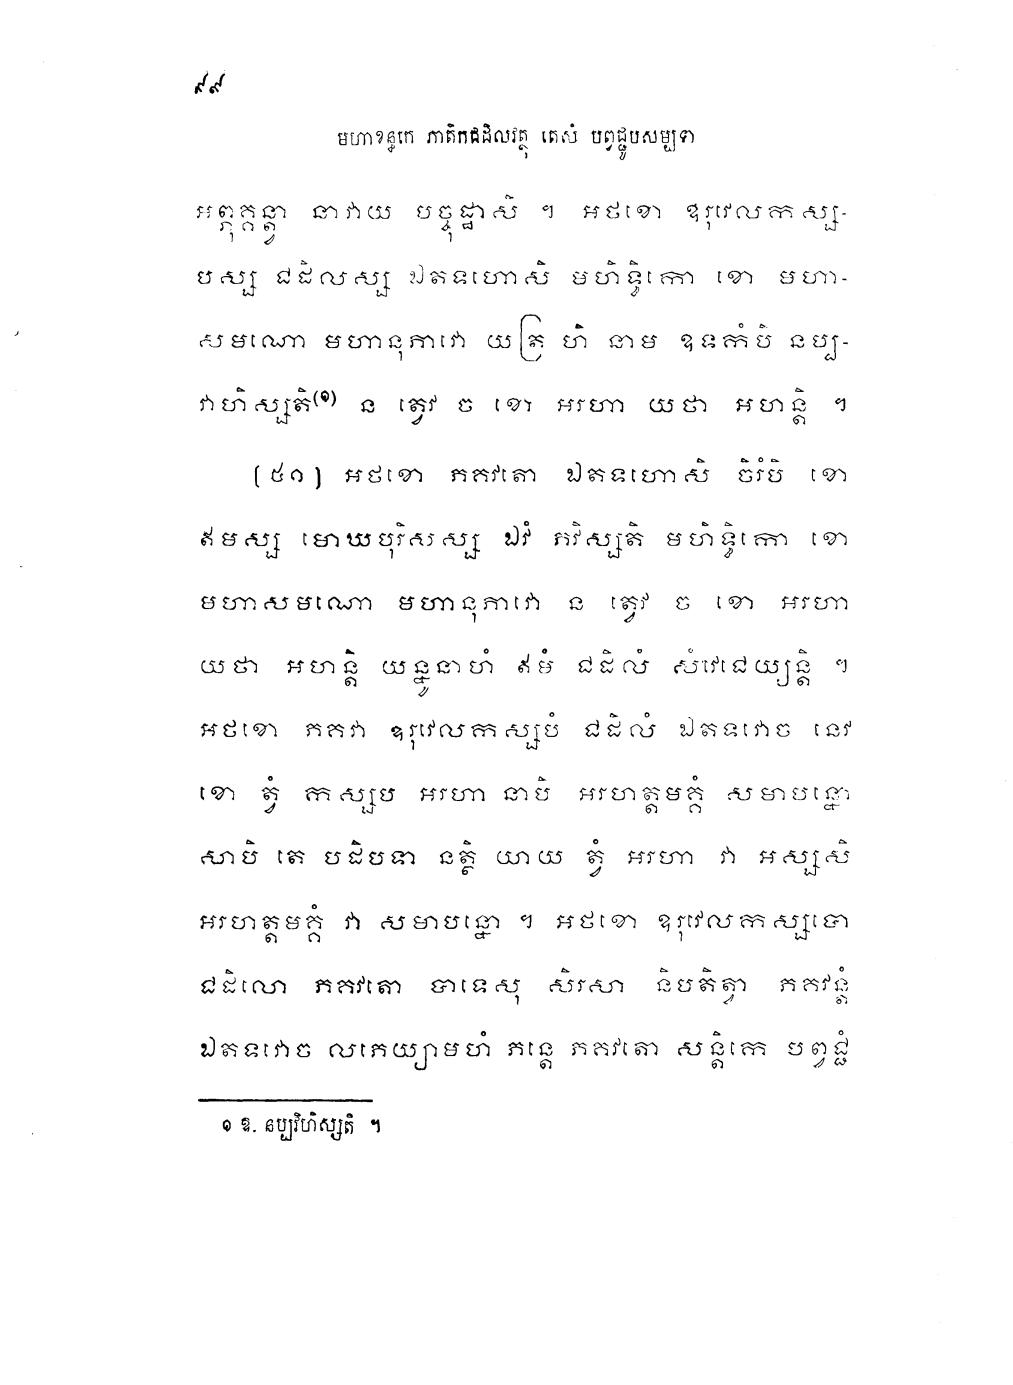 ៩៩
មហាខន្ធកេ ភាតិកជដិលវត្ថុ តេសំ បព្វជ្ជូបសម្បទា
អព្ភុគ្គន្ត្វា នាវាយ បច្ចុដ្ឋាសិ ។ អថខោ ឧរុវេលកស្ស-
បស្ស ជដិលស្ស ឯតទហោសិ មហិទ្ធិកោ ខោ មហា-
សមណោ មហានុភាវោ យត្រ ហិ នាម ឧទកំបិ នប្ប-
វាហិស្សតិ(១) ន ត្វេវ ច ខោ អរហា យថា អហន្តិ ។
[៥១] អថខោ ភគវតោ ឯតទហោសិ ចិរំបិ ខោ
ឥមស្ស មោឃបុរិសស្ស ឯវំ ភវិស្សតិ មហិទ្ធិកោ ខោ
មហាសមណោ មហានុភាវោ ន ត្វេវ ច ខោ អរហា
យថា អហន្តិ យន្នូនាហំ ឥមំ ជដិលំ សំវេជេយ្យន្តិ ។
អថខោ ភគវា ឧរុវេលកស្សបំ ជដិលំ ឯតទវោច នេវ
ខោ ត្វំ កស្សប អរហា នាបិ អរហត្តមគ្គំ សមាបន្នោ
សាបិ តេ បដិបទា នត្ថិ យាយ ត្វំ អរហា វា អស្សសិ
អរហត្តមគ្គំ វា សមាបន្នោ ។ អថខោ ឧរុវេលកស្សបោ
ជដិលោ ភគវតោ បាទេសុ សិរសា និបតិត្វា ភគវន្តំ
ឯតទវោច លភេយ្យាមហំ ភន្តេ ភគវតោ សន្តិកេ បព្វជ្ជំ
១ ឱ. នប្បវិហិស្សតិ ។